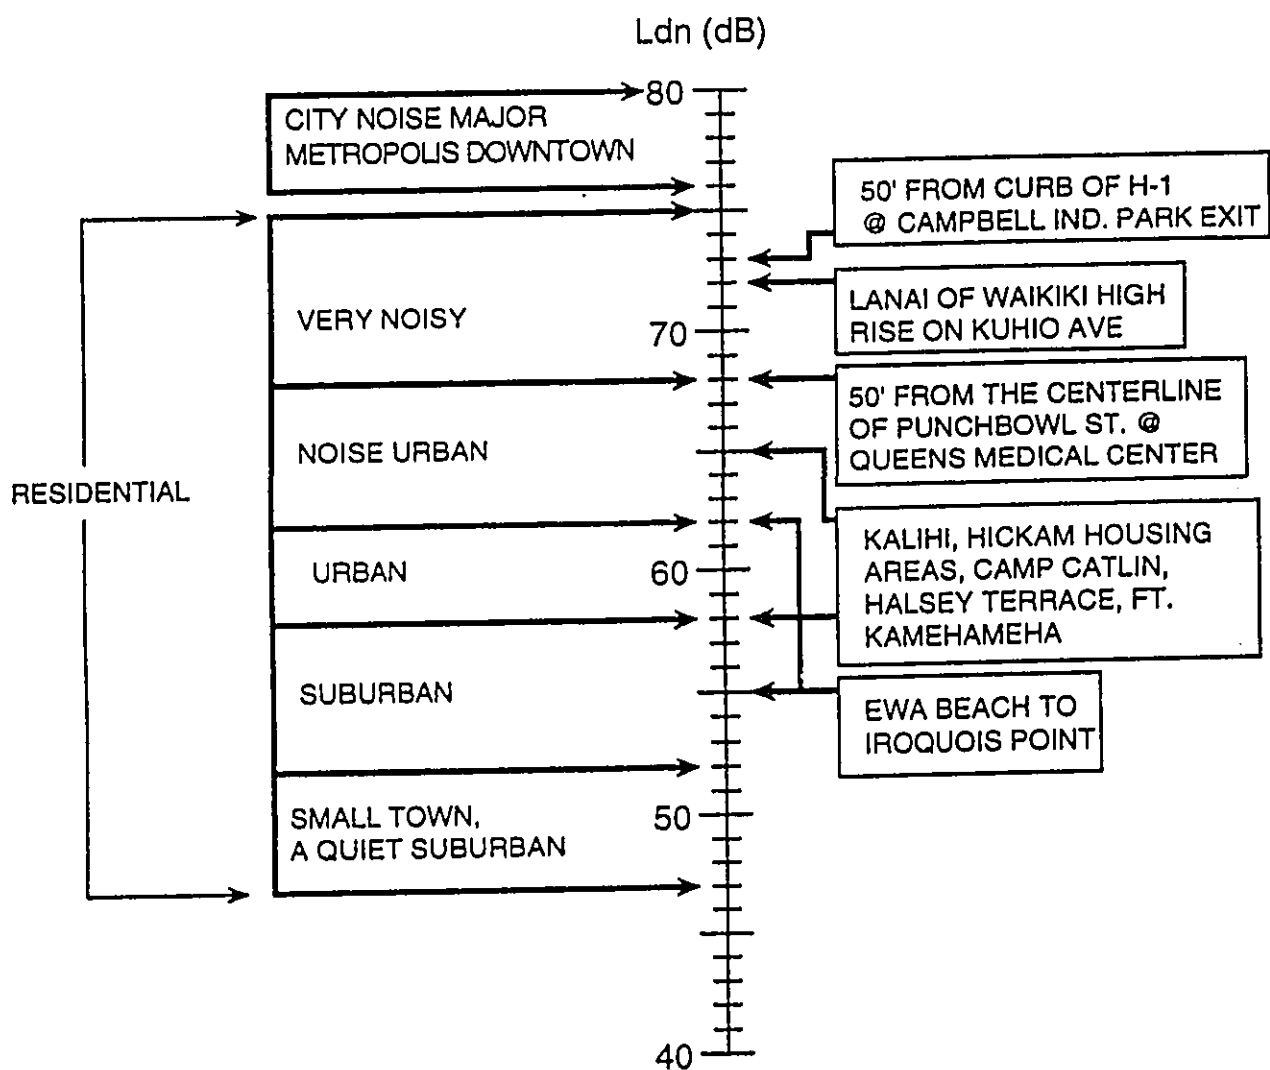 Ldn (dB)
80
CITY NOISE MAJOR
METROPOLIS DOWNTOWN
50' FROM CURB OF H-1
@ CAMPBELL IND. PARK EXIT
LANAI OF WAIKIKI HIGH
RISE ON KUHIO AVE
VERY NOISY
70
50' FROM THE CENTERLINE
OF PUNCHBOWL ST. @
QUEENS MEDICAL CENTER
NOISE URBAN
RESIDENTIAL
KALIHI, HICKAM HOUSING
AREAS, CAMP CATLIN,
HALSEY TERRACE, FT.
KAMEHAMEHA
URBAN
60
SUBURBAN
EWA BEACH TO
IROQUOIS POINT
SMALL TOWN,
A QUIET SUBURBAN
50
40